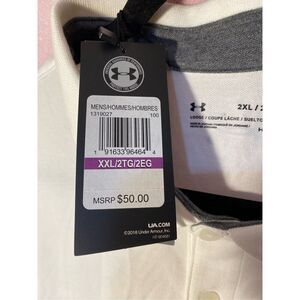 MENS/HOMMES/HOMBRES
1319027 100
1 91633 96464 4
XXL/2TG/2EG
MSRP $50.00
UA.COM
©2018 Under Armour, Inc.
2XL / 2
LOOSE / COUPE LÂCHE / SUELTO